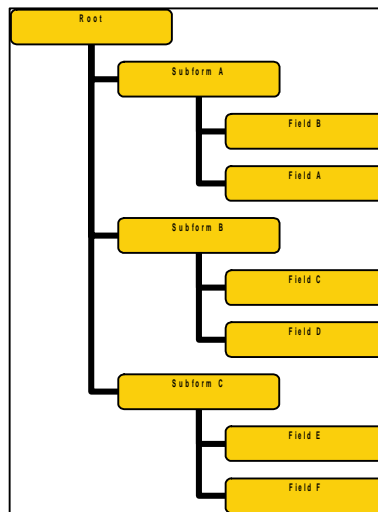 Root
Subform A
Field B
Field A
Subform B
Field C
Field D
Subform C
Field E
Field F